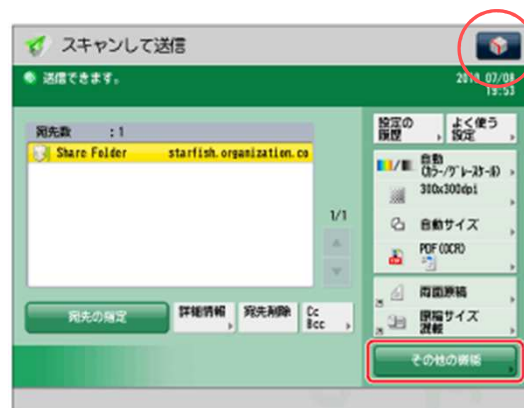 スキャンして送信
送信できます。
2010 07/08
19:53
宛先数 :1
Share Folder starfish.organization.co
1/1
宛先の指定
詳細情報
宛先削除
Cc
Bcc
設定の
履歴
よく使う
設定
自動
(カラー/グレースケール)
300x300dpi
自動サイズ
PDF(OCR)
両面原稿
原稿サイズ
混載
その他の機能